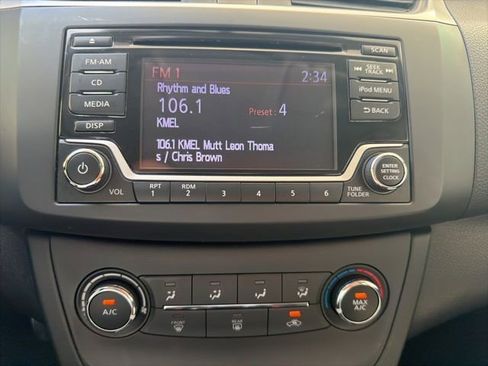 SCAN
FM 1 2:34
FM•AM
SEEK
TRACK
Rhythm and Blues
CD
106.1 Preset : 4
iPod MENU
KMEL
MEDIA
BACK
106.1 KMEL Mutt Leon Thoma
s / Chris Brown
DISP
ENTER
SETTING
CLOCK
VOL
RPT RDM TUNE
1 2 3 4 5 6 FOLDER
A/C
MAX
A/C
FRONT REAR